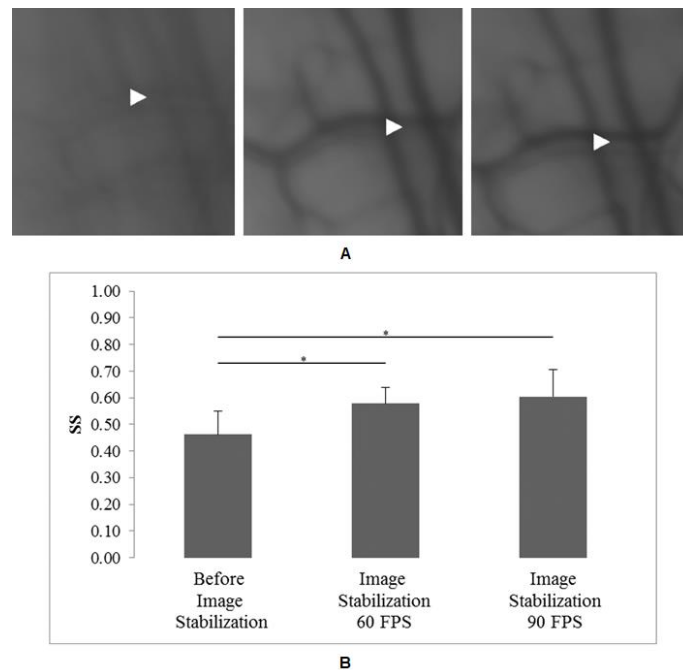 A
1.00
0.90
0.80
0.70
0.60
0.50
0.40
0.30
0.20
0.10
0.00
SS
*
*
Before
Image
Stabilization
Image
Stabilization
60 FPS
Image
Stabilization
90 FPS
B